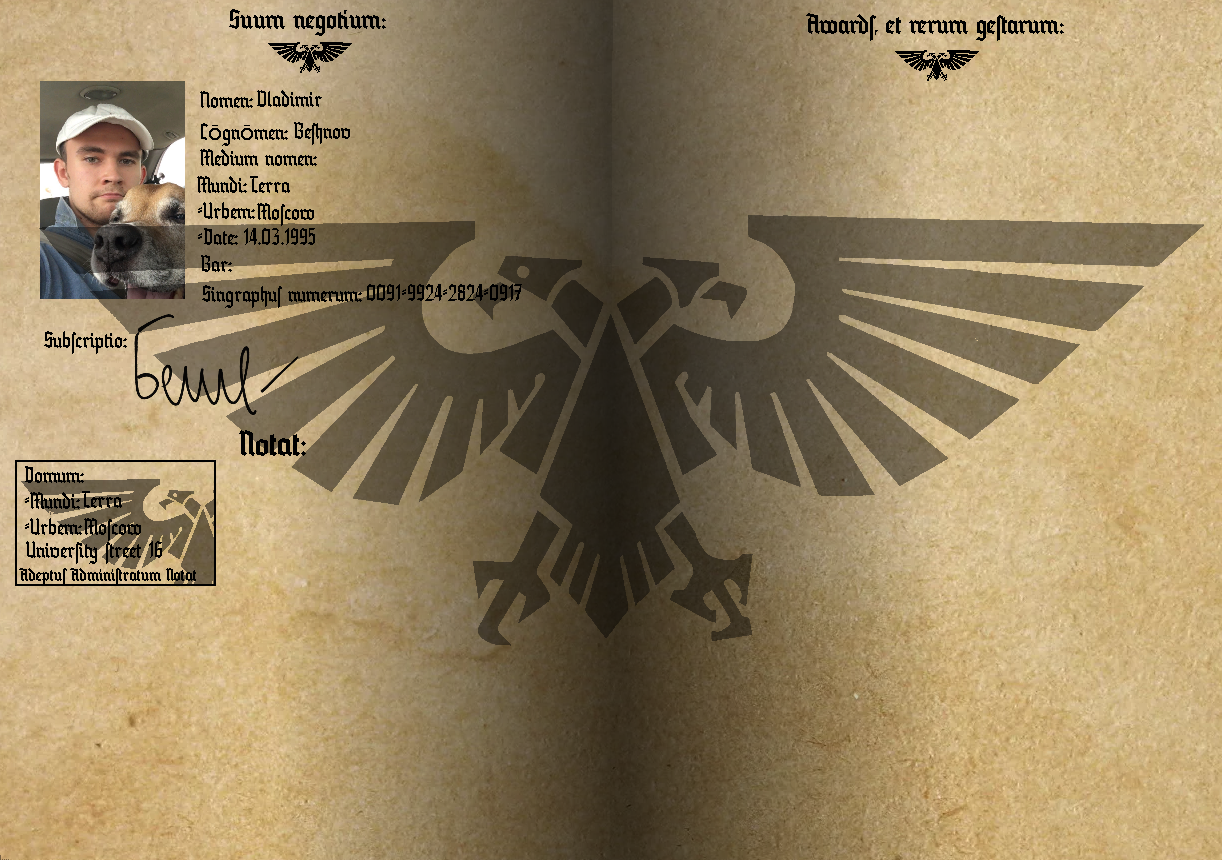 Suum negotium:
Nomen: Vladimir
Cōgnōmen: Beſhnov
Medium nomen:
Mundi: Terra
-Urbem: Moſcow
-Date: 14.03.1995
Bar:
Singraphuſ numerum: 0091-9924-2824-0917
Subſcriptio:
Notat:
Domum:
-Mundi: Terra
-Urbem: Moſcow
Univerſity ſtreet 16
Adeptuſ Adminiſtratum Notat
Awardſ, et rerum geſtarum: